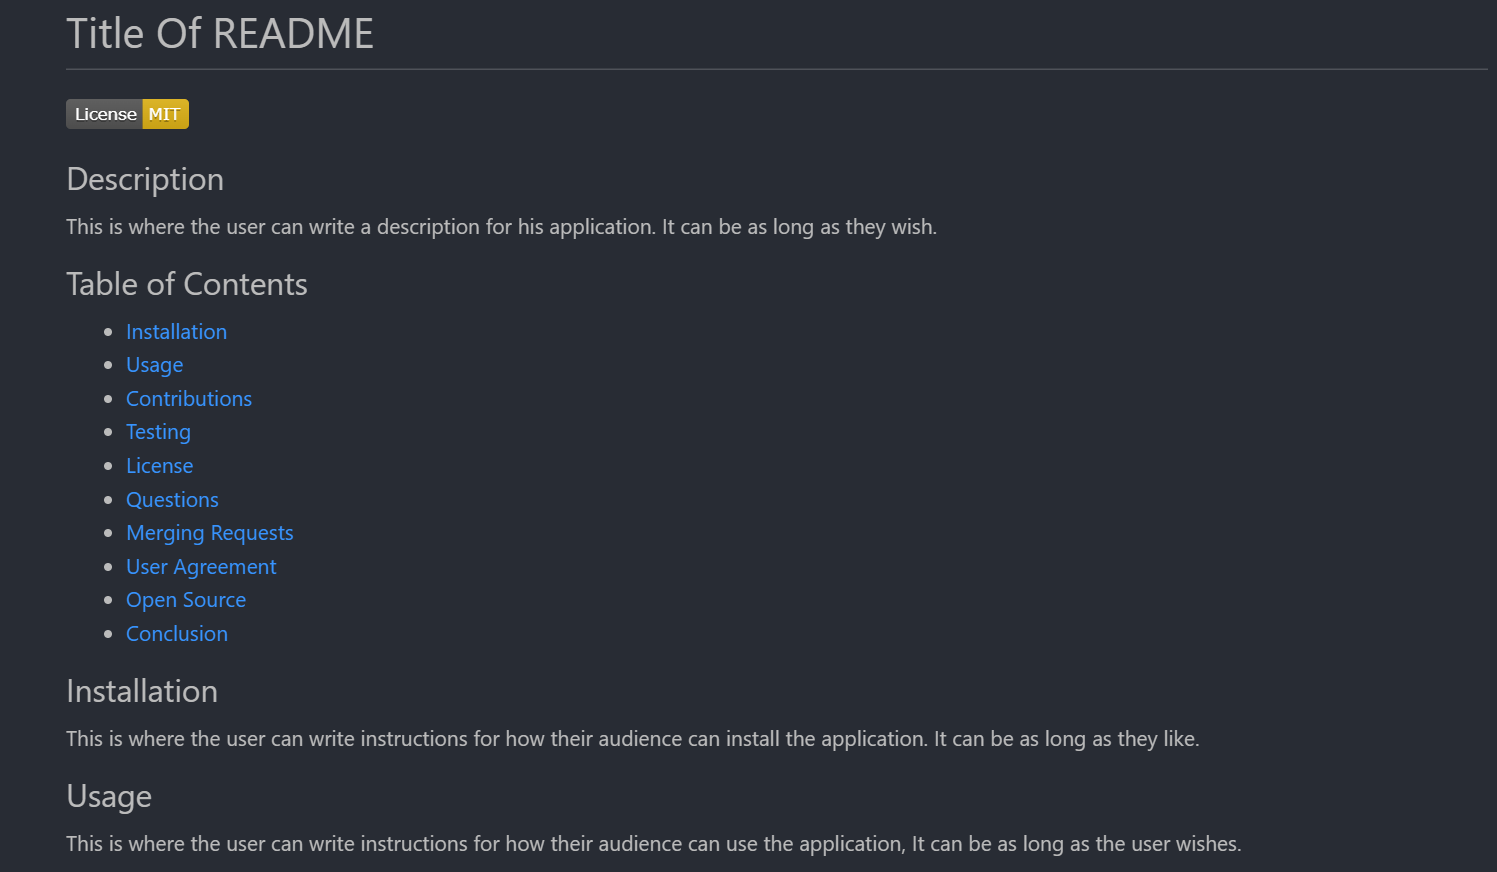 Title Of README
License MIT
Description
This is where the user can write a description for his application. It can be as long as they wish.
Table of Contents
Installation
Usage
Contributions
Testing
License
Questions
Merging Requests
User Agreement
Open Source
Conclusion
Installation
This is where the user can write instructions for how their audience can install the application. It can be as long as they like.
Usage
This is where the user can write instructions for how their audience can use the application, It can be as long as the user wishes.